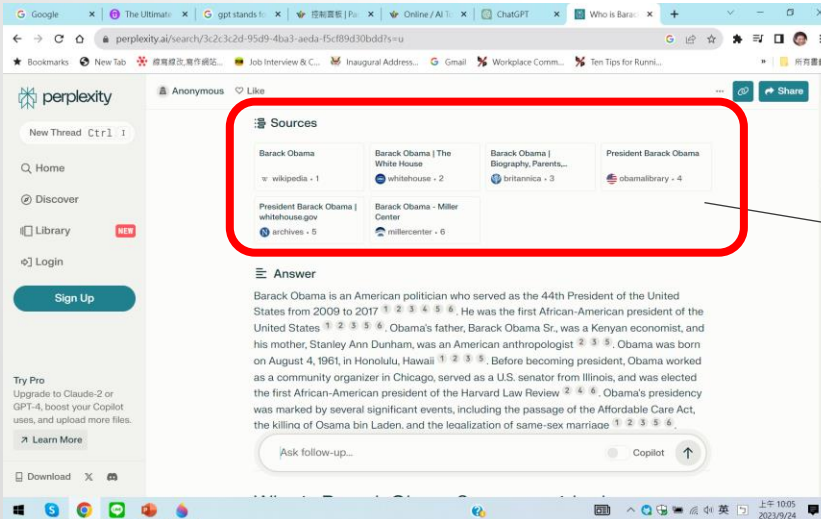 Google
The Ultimate
gpt stands fo
控制面板 | Pa
Online / AI T
ChatGPT
Who is Barac
perplexity.ai/search/3c2c3c2d-95d9-4ba3-aeda-f5cf89d30bdd?s=u
Bookmarks
New Tab
Job Interview & C...
Inaugural Address...
Gmail
Workplace Comm...
Ten Tips for Runni...
»
perplexity
Anonymous
Like
Share
New Thread Ctrl I
Home
Discover
Library NEW
Login
Sign Up
Sources
Barack Obama
wikipedia • 1
Barack Obama | The
White House
whitehouse • 2
Barack Obama |
Biography, Parents,...
britannica • 3
President Barack Obama
obamalibrary • 4
President Barack Obama |
whitehouse.gov
archives • 5
Barack Obama - Miller
Center
millercenter • 6
Answer
Barack Obama is an American politician who served as the 44th President of the United
States from 2009 to 2017 1 2 3 4 5 6. He was the first African-American president of the
United States 1 2 3 5 6. Obama's father, Barack Obama Sr., was a Kenyan economist, and
his mother, Stanley Ann Dunham, was an American anthropologist 2 3 5. Obama was born
on August 4, 1961, in Honolulu, Hawaii 1 2 3 5. Before becoming president, Obama worked
as a community organizer in Chicago, served as a U.S. senator from Illinois, and was elected
the first African-American president of the Harvard Law Review 2 4 6. Obama's presidency
was marked by several significant events, including the passage of the Affordable Care Act,
the killing of Osama bin Laden, and the legalization of same-sex marriage 1 2 3 5 6.
Try Pro
Upgrade to Claude-2 or
GPT-4, boost your Copilot
uses, and upload more files.
Learn More
Download
Ask follow-up...
Copilot
英
上午 10:05
2023/9/24